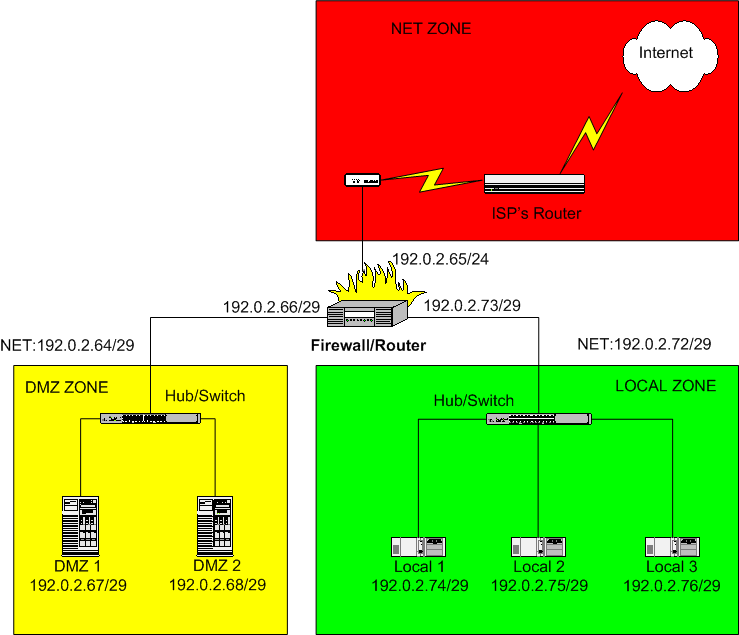 NET ZONE
Internet
ISP's Router
192.0.2.65/24
192.0.2.66/29
192.0.2.73/29
Firewall/Router
NET:192.0.2.64/29
NET:192.0.2.72/29
DMZ ZONE
Hub/Switch
LOCAL ZONE
Hub/Switch
DMZ 1
192.0.2.67/29
DMZ 2
192.0.2.68/29
Local 1
192.0.2.74/29
Local 2
192.0.2.75/29
Local 3
192.0.2.76/29